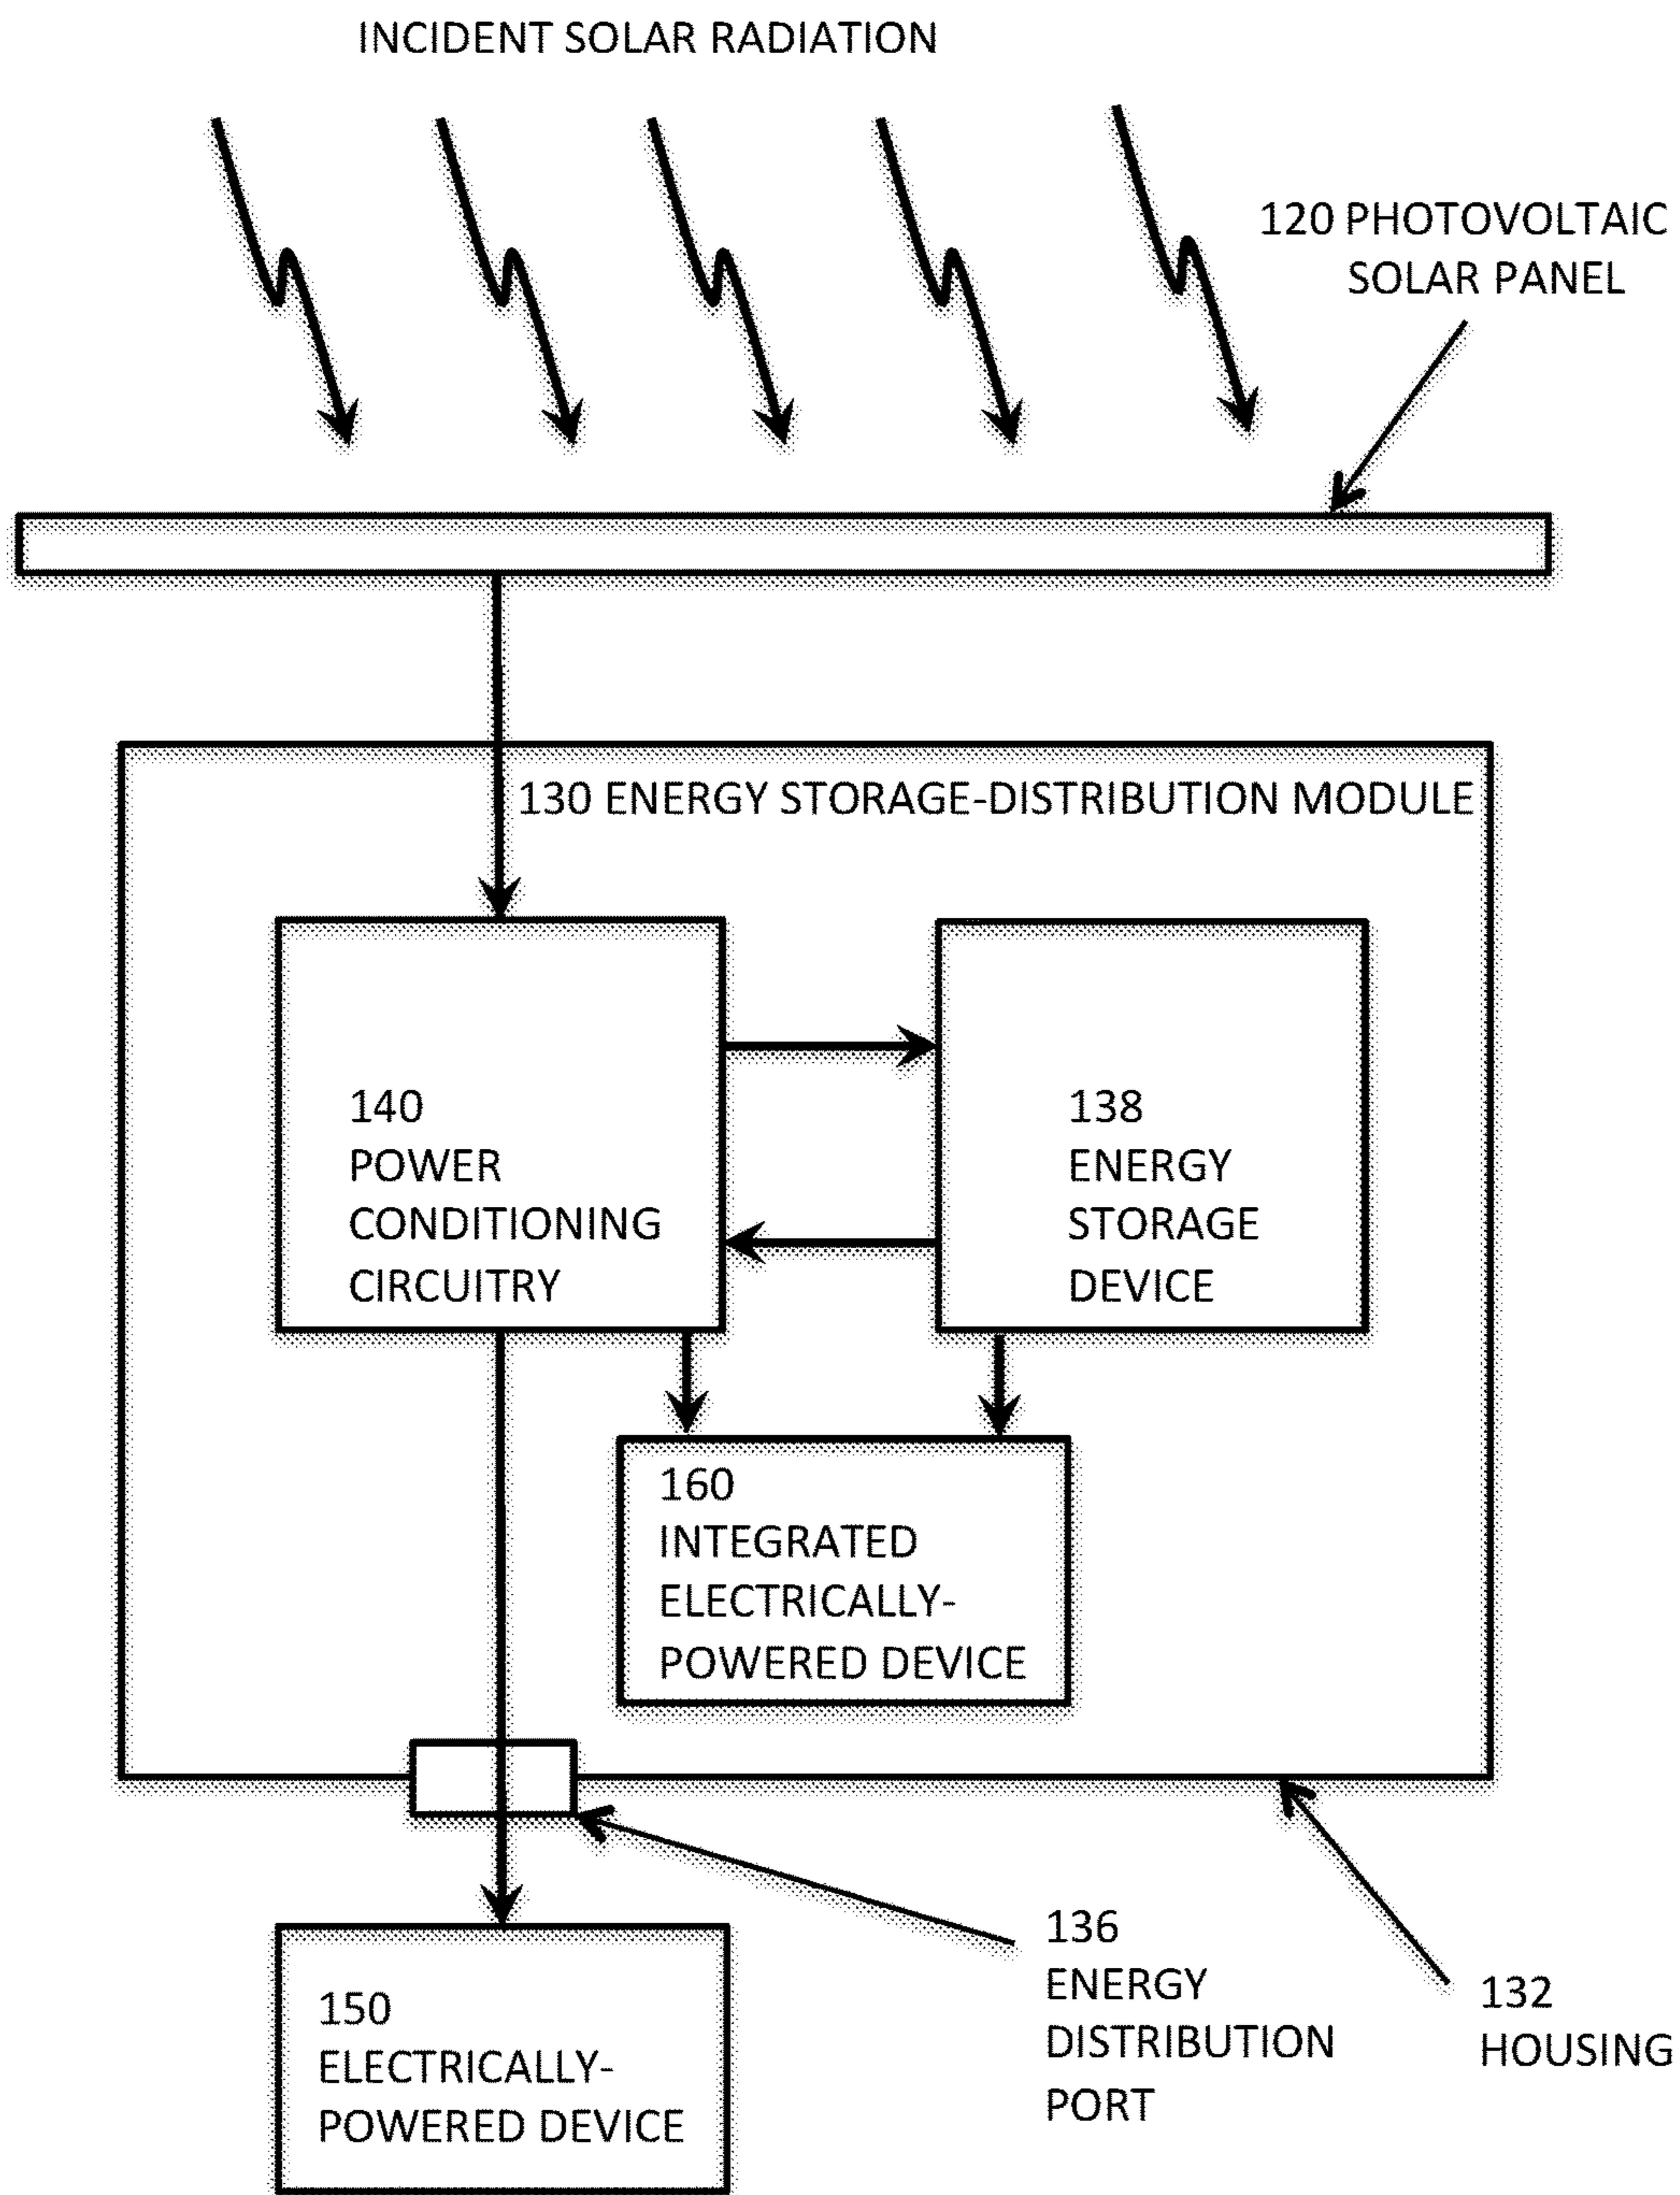 INCIDENT SOLAR RADIATION
120 PHOTOVOLTAIC
SOLAR PANEL
130 ENERGY STORAGE-DISTRIBUTION MODULE
140
POWER
CONDITIONING
CIRCUITRY
138
ENERGY
STORAGE
DEVICE
160
INTEGRATED
ELECTRICALLY-
POWERED DEVICE
136
ENERGY
DISTRIBUTION
PORT
132
HOUSING
150
ELECTRICALLY-
POWERED DEVICE